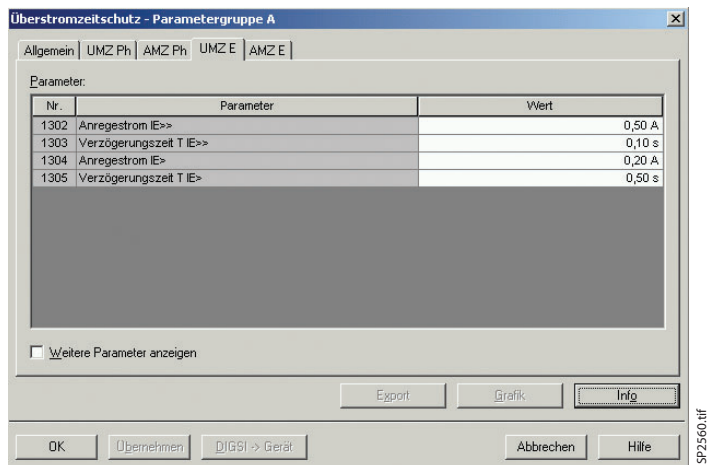 Überstromzeitschutz - Parametergruppe A
Allgemein UMZ Ph AMZ Ph UMZ E AMZ E
Parameter:
Nr. Parameter Wert
1302 Anregestrom IE>> 0,50 A
1303 Verzögerungszeit T IE>> 0,10 s
1304 Anregestrom IE> 0,20 A
1305 Verzögerungszeit T IE> 0,50 s
Weitere Parameter anzeigen
Export Grafik Info
OK Übernehmen DIGSI -> Gerät Abbrechen Hilfe
SP2560.tif